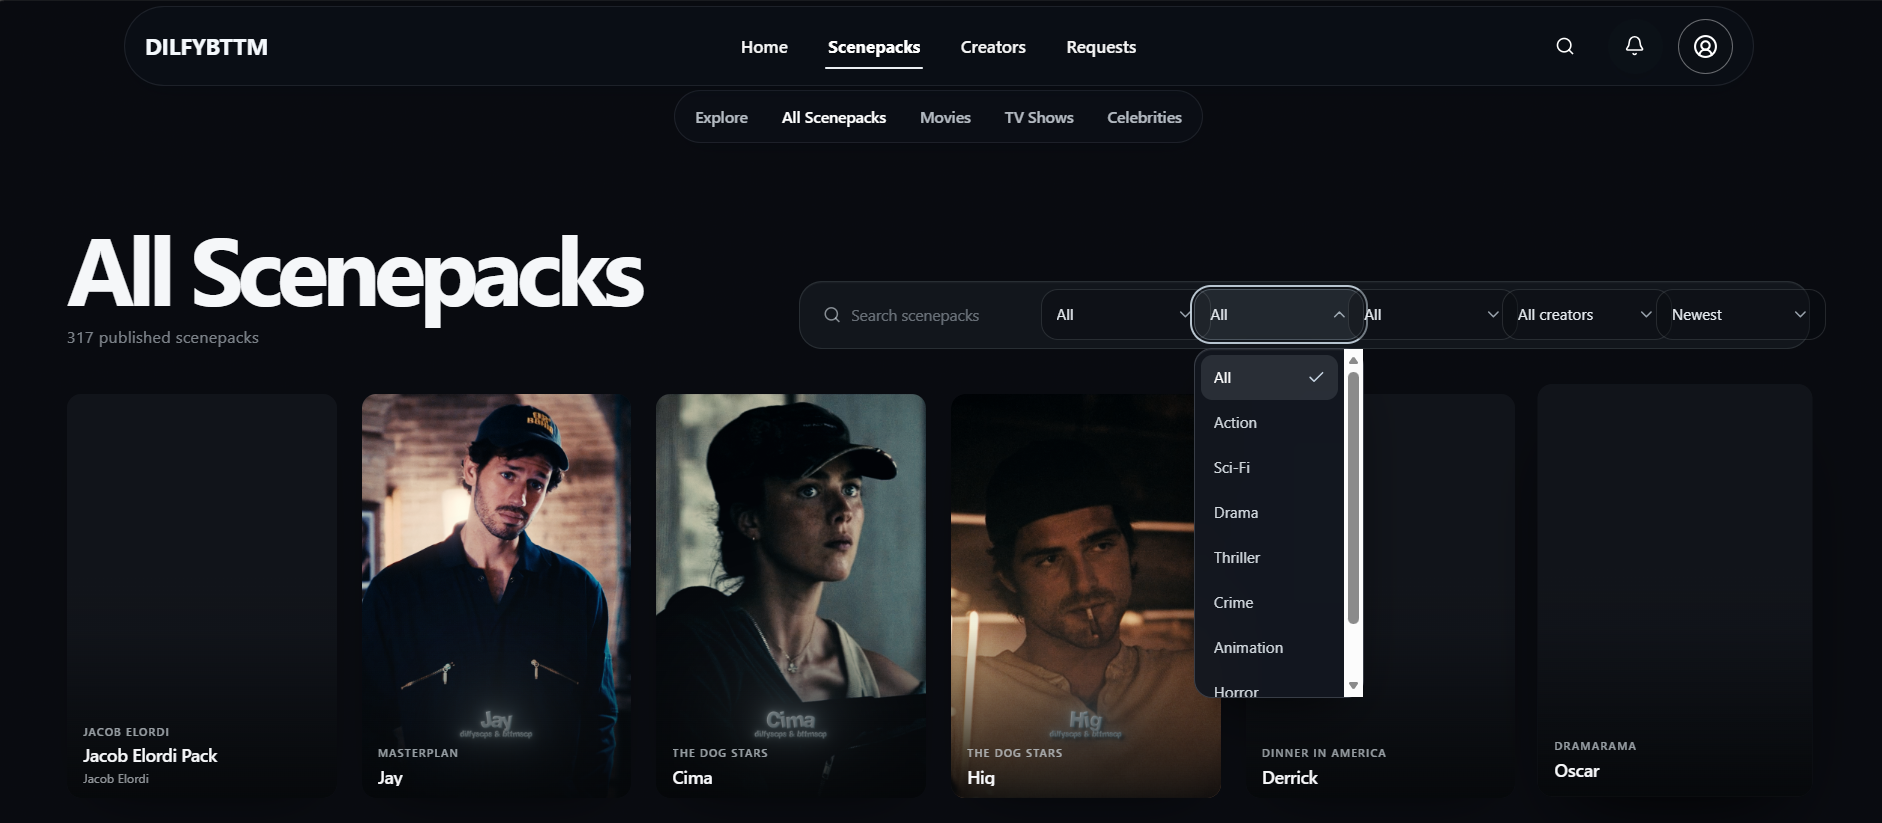 DILFYBTTM
Home Scenepacks Creators Requests
Explore All Scenepacks Movies TV Shows Celebrities
All Scenepacks
317 published scenepacks
Search scenepacks All All All All creators Newest
All
Action
Sci-Fi
Drama
Thriller
Crime
Animation
Horror
JACOB ELORDI
Jacob Elordi Pack
Jacob Elordi
Jay
MASTERPLAN
Jay
Cima
THE DOG STARS
Cima
Hig
THE DOG STARS
Hig
DINNER IN AMERICA
Derrick
DRAMARAMA
Oscar